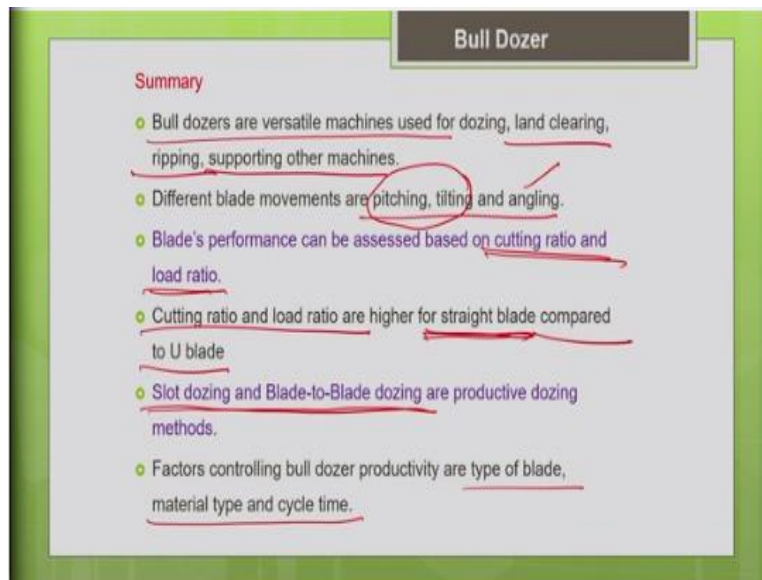 Bull Dozer
Summary
Bull dozers are versatile machines used for dozing, land clearing,
ripping, supporting other machines.
Different blade movements are pitching, tilting and angling.
Blade's performance can be assessed based on cutting ratio and
load ratio.
Cutting ratio and load ratio are higher for straight blade compared
to U blade
Slot dozing and Blade-to-Blade dozing are productive dozing
methods.
Factors controlling bull dozer productivity are type of blade,
material type and cycle time.